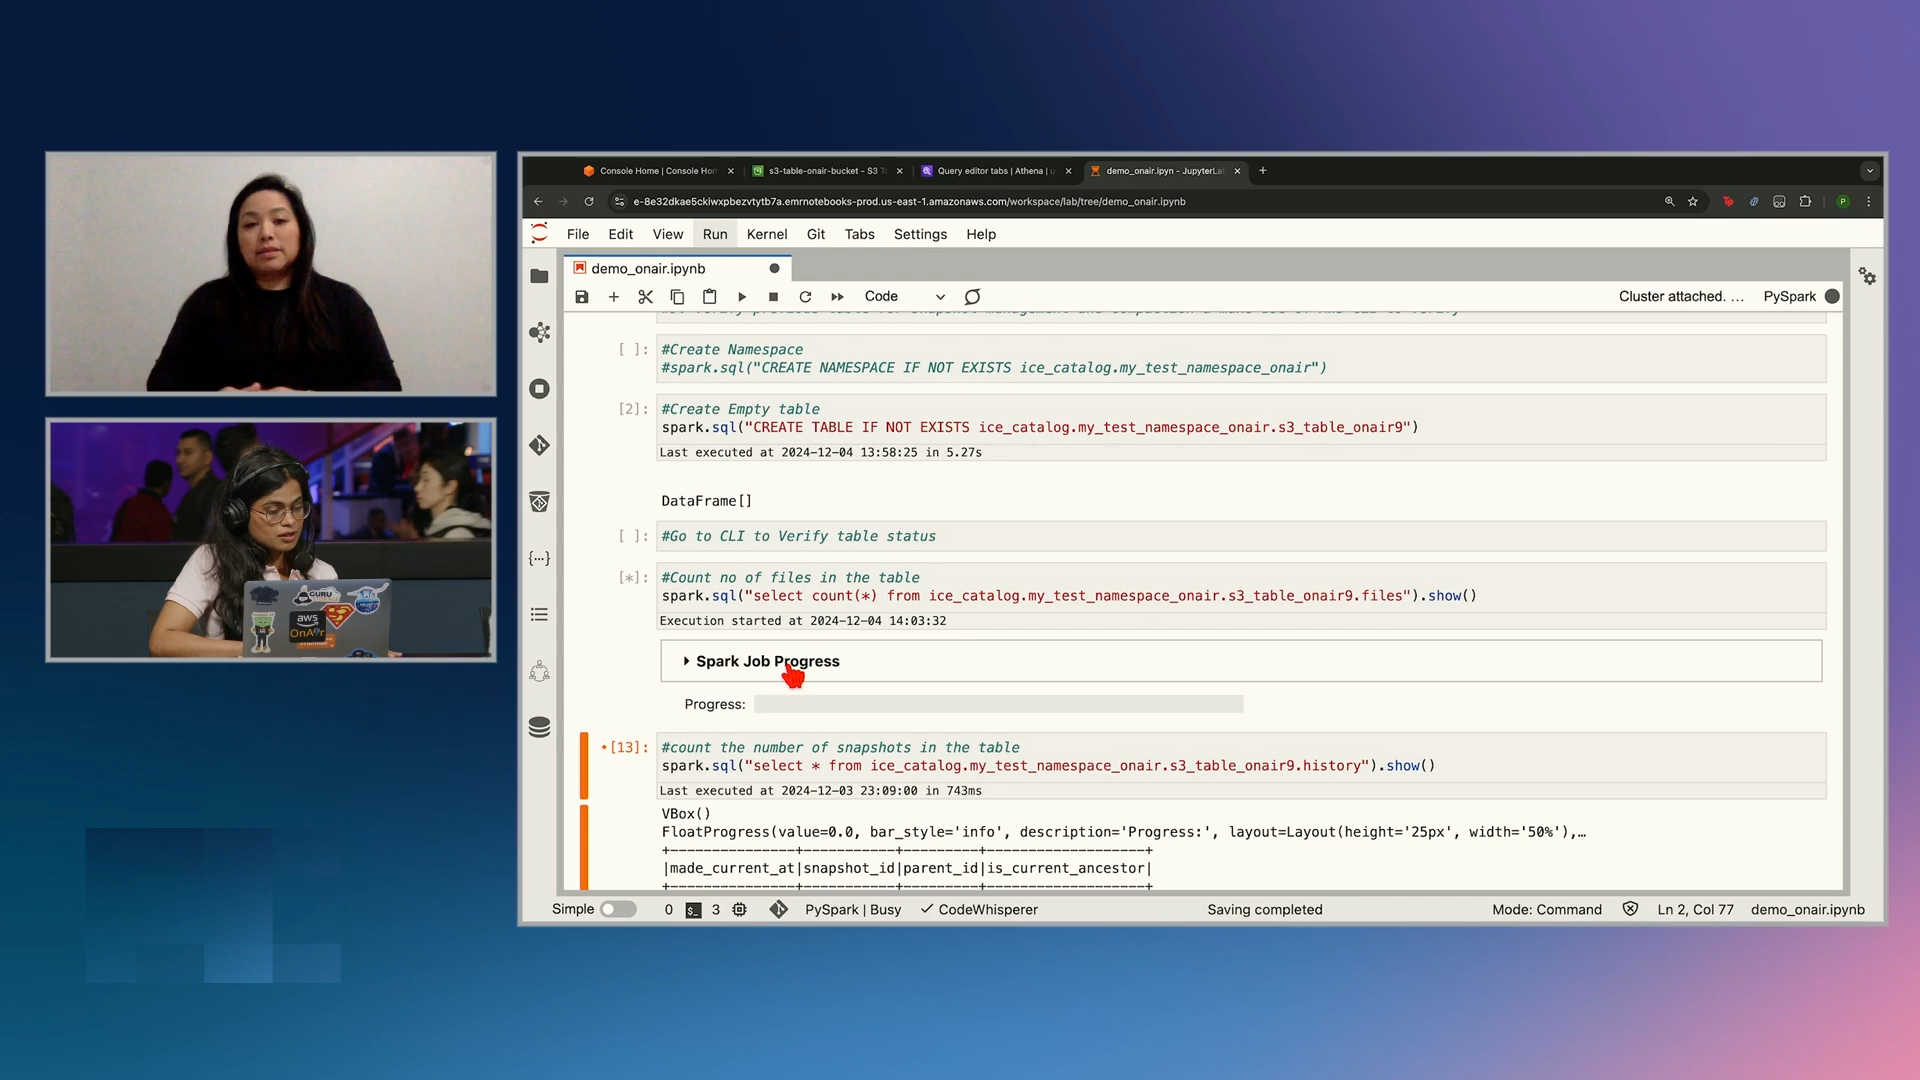 Console Home | Console Hom
s3-table-onair-bucket - S3 T
Query editor tabs | Athena | u
demo_onair.ipyn - JupyterLa
e-8e32dkae5ckiwxpbezvtytb7a.emrnotebooks-prod.us-east-1.amazonaws.com/workspace/lab/tree/demo_onair.ipynb
P
File Edit View Run Kernel Git Tabs Settings Help
demo_onair.ipynb
Code
Cluster attached. ... PySpark
[ ]: #Create Namespace
#spark.sql("CREATE NAMESPACE IF NOT EXISTS ice_catalog.my_test_namespace_onair")
[2]: #Create Empty table
spark.sql("CREATE TABLE IF NOT EXISTS ice_catalog.my_test_namespace_onair.s3_table_onair9")
Last executed at 2024-12-04 13:58:25 in 5.27s
DataFrame[]
[ ]: #Go to CLI to Verify table status
[*]: #Count no of files in the table
spark.sql("select count(*) from ice_catalog.my_test_namespace_onair.s3_table_onair9.files").show()
Execution started at 2024-12-04 14:03:32
Spark Job Progress
Progress:
[13]: #count the number of snapshots in the table
spark.sql("select * from ice_catalog.my_test_namespace_onair.s3_table_onair9.history").show()
Last executed at 2024-12-03 23:09:00 in 743ms
VBox()
FloatProgress(value=0.0, bar_style='info', description='Progress:', layout=Layout(height='25px', width='50%'),…
+---------------+-----------+---------+-------------------+
|made_current_at|snapshot_id|parent_id|is_current_ancestor|
+---------------+-----------+---------+-------------------+
Simple 0 3 PySpark | Busy CodeWhisperer Saving completed Mode: Command Ln 2, Col 77 demo_onair.ipynb
GURU
aws
OnAir